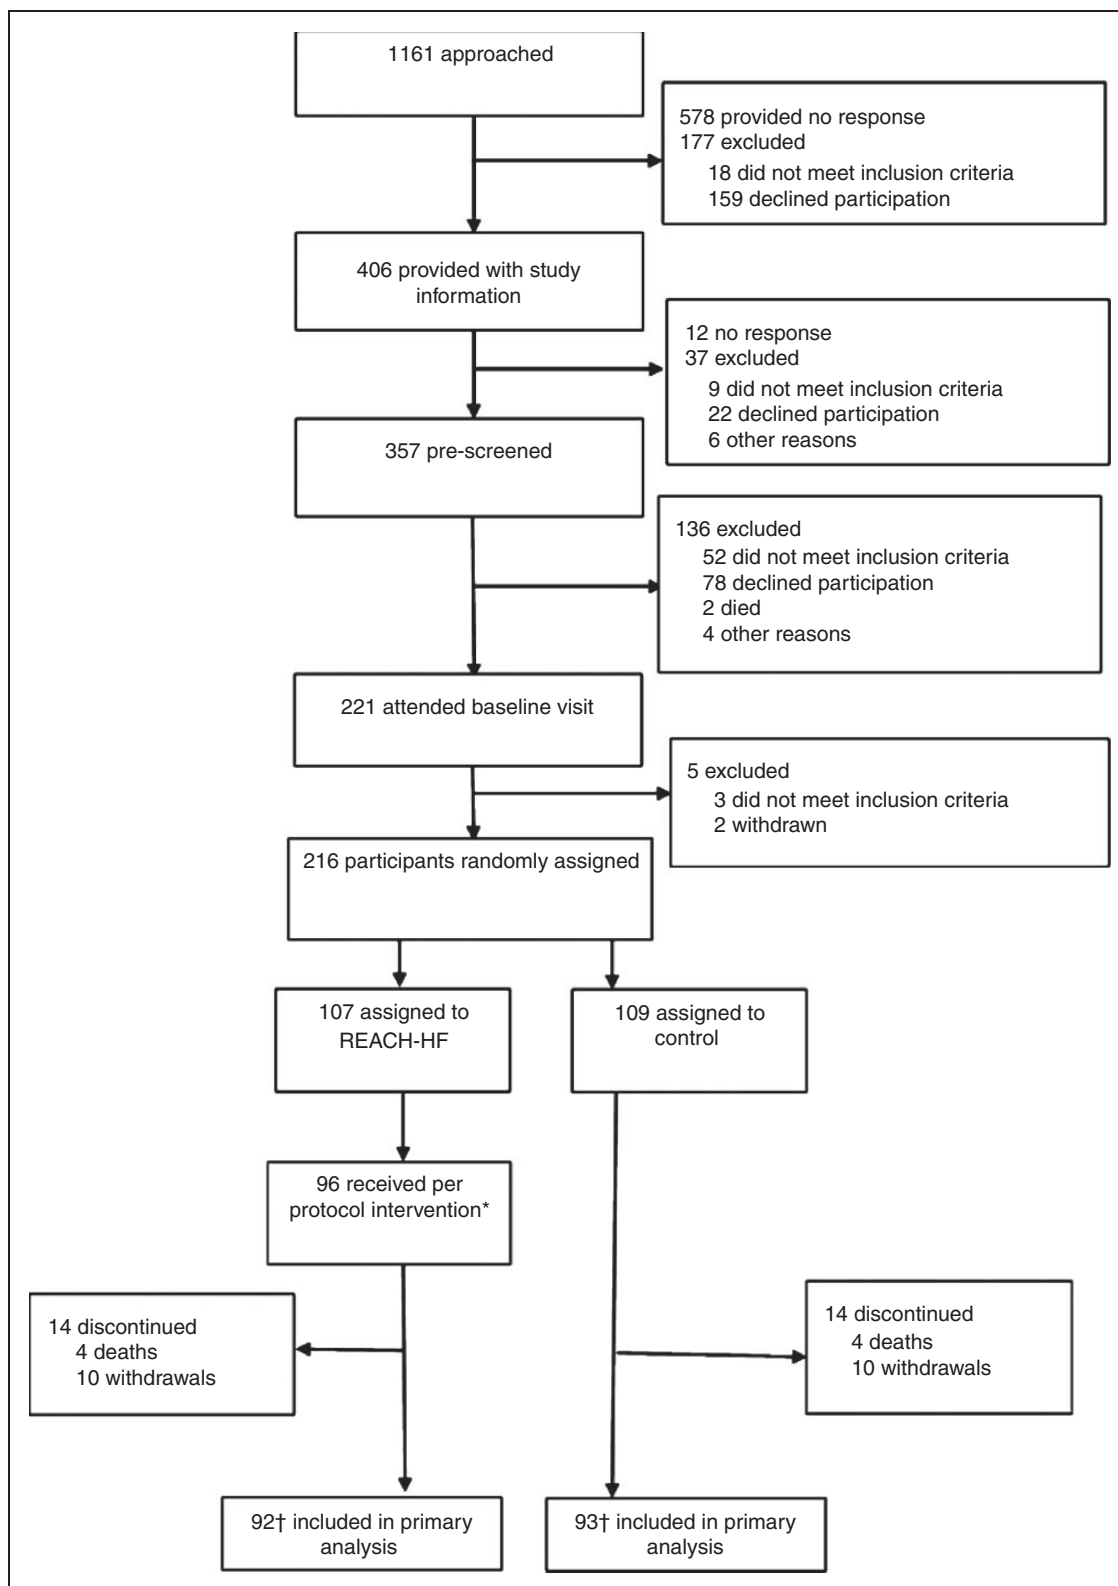 1161 approached
578 provided no response
177 excluded
18 did not meet inclusion criteria
159 declined participation
406 provided with study
information
12 no response
37 excluded
9 did not meet inclusion criteria
22 declined participation
6 other reasons
357 pre-screened
136 excluded
52 did not meet inclusion criteria
78 declined participation
2 died
4 other reasons
221 attended baseline visit
5 excluded
3 did not meet inclusion criteria
2 withdrawn
216 participants randomly assigned
107 assigned to
REACH-HF
109 assigned to
control
96 received per
protocol intervention*
14 discontinued
4 deaths
10 withdrawals
14 discontinued
4 deaths
10 withdrawals
92† included in primary
analysis
93† included in primary
analysis